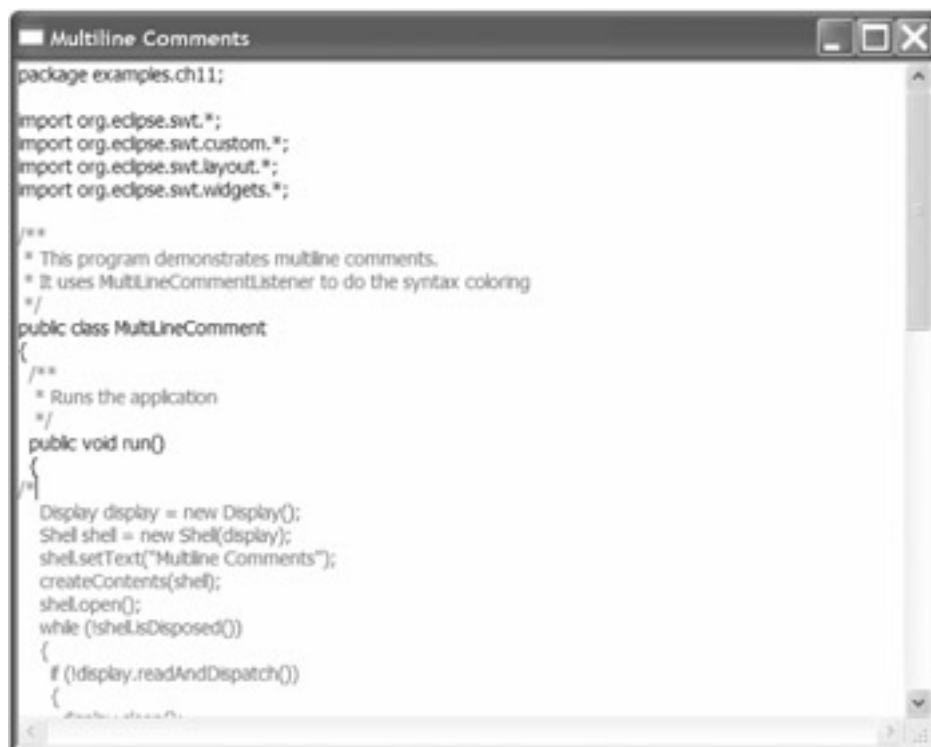 Multiline Comments
package examples.ch11;
import org.eclipse.swt.*;
import org.eclipse.swt.custom.*;
import org.eclipse.swt.layout.*;
import org.eclipse.swt.widgets.*;
/**
* This program demonstrates multiline comments.
* It uses MultiLineCommentListener to do the syntax coloring
*/
public class MultiLineComment
{
/**
* Runs the application
*/
public void run()
{
/*
Display display = new Display();
Shell shell = new Shell(display);
shell.setText("Multiline Comments");
createContents(shell);
shell.open();
while (!shell.isDisposed())
{
if (!display.readAndDispatch())
{